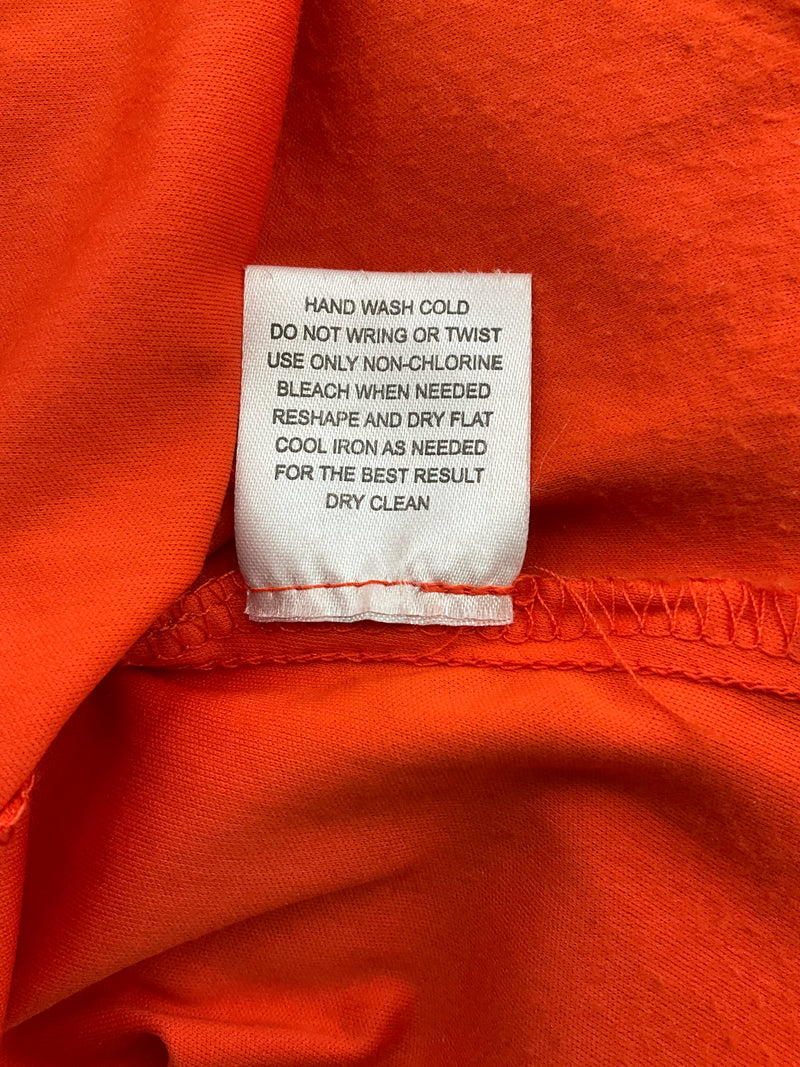 HAND WASH COLD
DO NOT WRING OR TWIST
USE ONLY NON-CHLORINE
BLEACH WHEN NEEDED
RESHAPE AND DRY FLAT
COOL IRON AS NEEDED
FOR THE BEST RESULT
DRY CLEAN